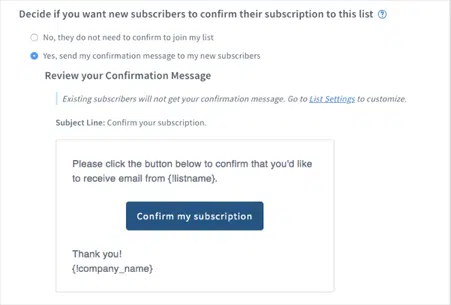 Decide if you want new subscribers to confirm their subscription to this list ?
No, they do not need to confirm to join my list
Yes, send my confirmation message to my new subscribers
Review your Confirmation Message
Existing subscribers will not get your confirmation message. Go to List Settings to customize.
Subject Line: Confirm your subscription.
Please click the button below to confirm that you'd like
to receive email from {!listname}.
Confirm my subscription
Thank you!
{!company_name}